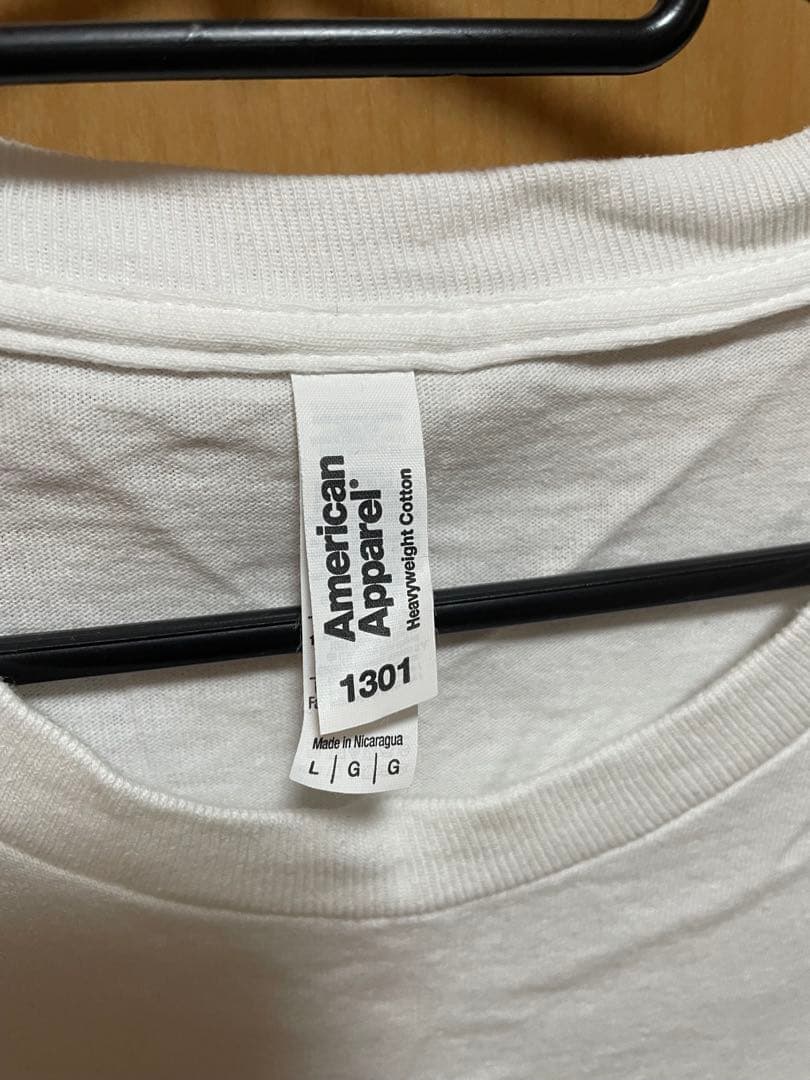 American
Apparel®
Heavyweight Cotton
1301
Made in Nicaragua
L | G | G